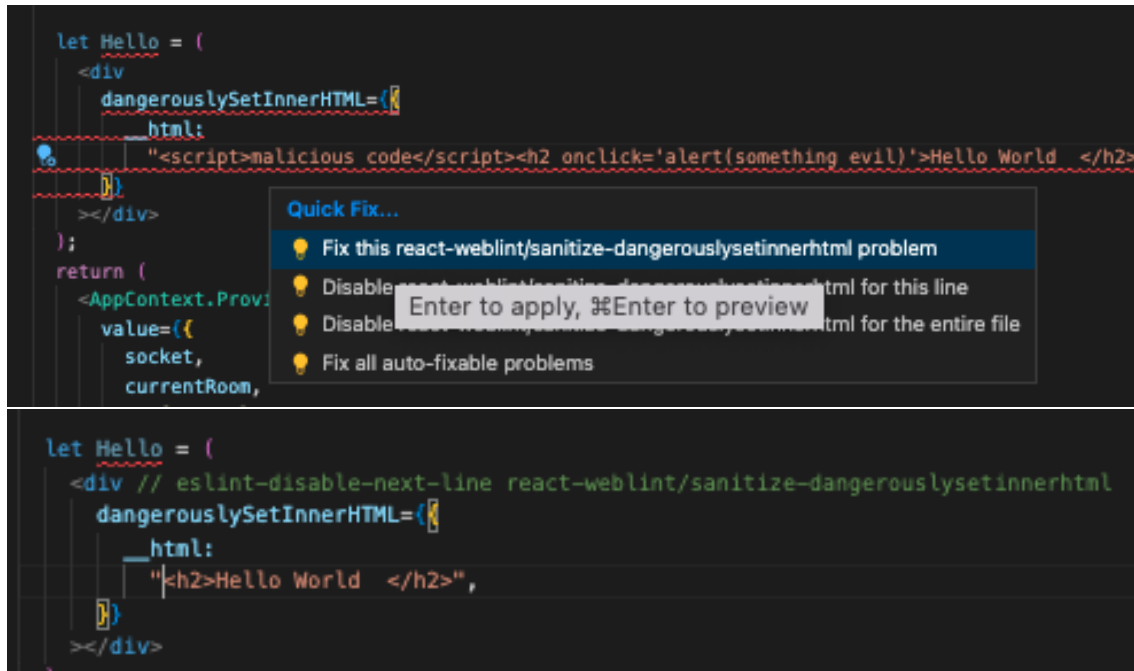 let Hello = (
<div
dangerouslySetInnerHTML={{
__html:
"<script>malicious code</script><h2 onclick='alert(something evil)'>Hello World  </h2>
}}
></div>
);
return (
<AppContext.Provi
value={{
socket,
currentRoom,
Quick Fix...
Fix this react-weblint/sanitize-dangerouslysetinnerhtml problem
Disable tml for this line
Disable tml for the entire file
Fix all auto-fixable problems
Enter to apply, ⌘Enter to preview
let Hello = (
<div // eslint-disable-next-line react-weblint/sanitize-dangerouslysetinnerhtml
dangerouslySetInnerHTML={{
__html:
"<h2>Hello World  </h2>",
}}
></div>